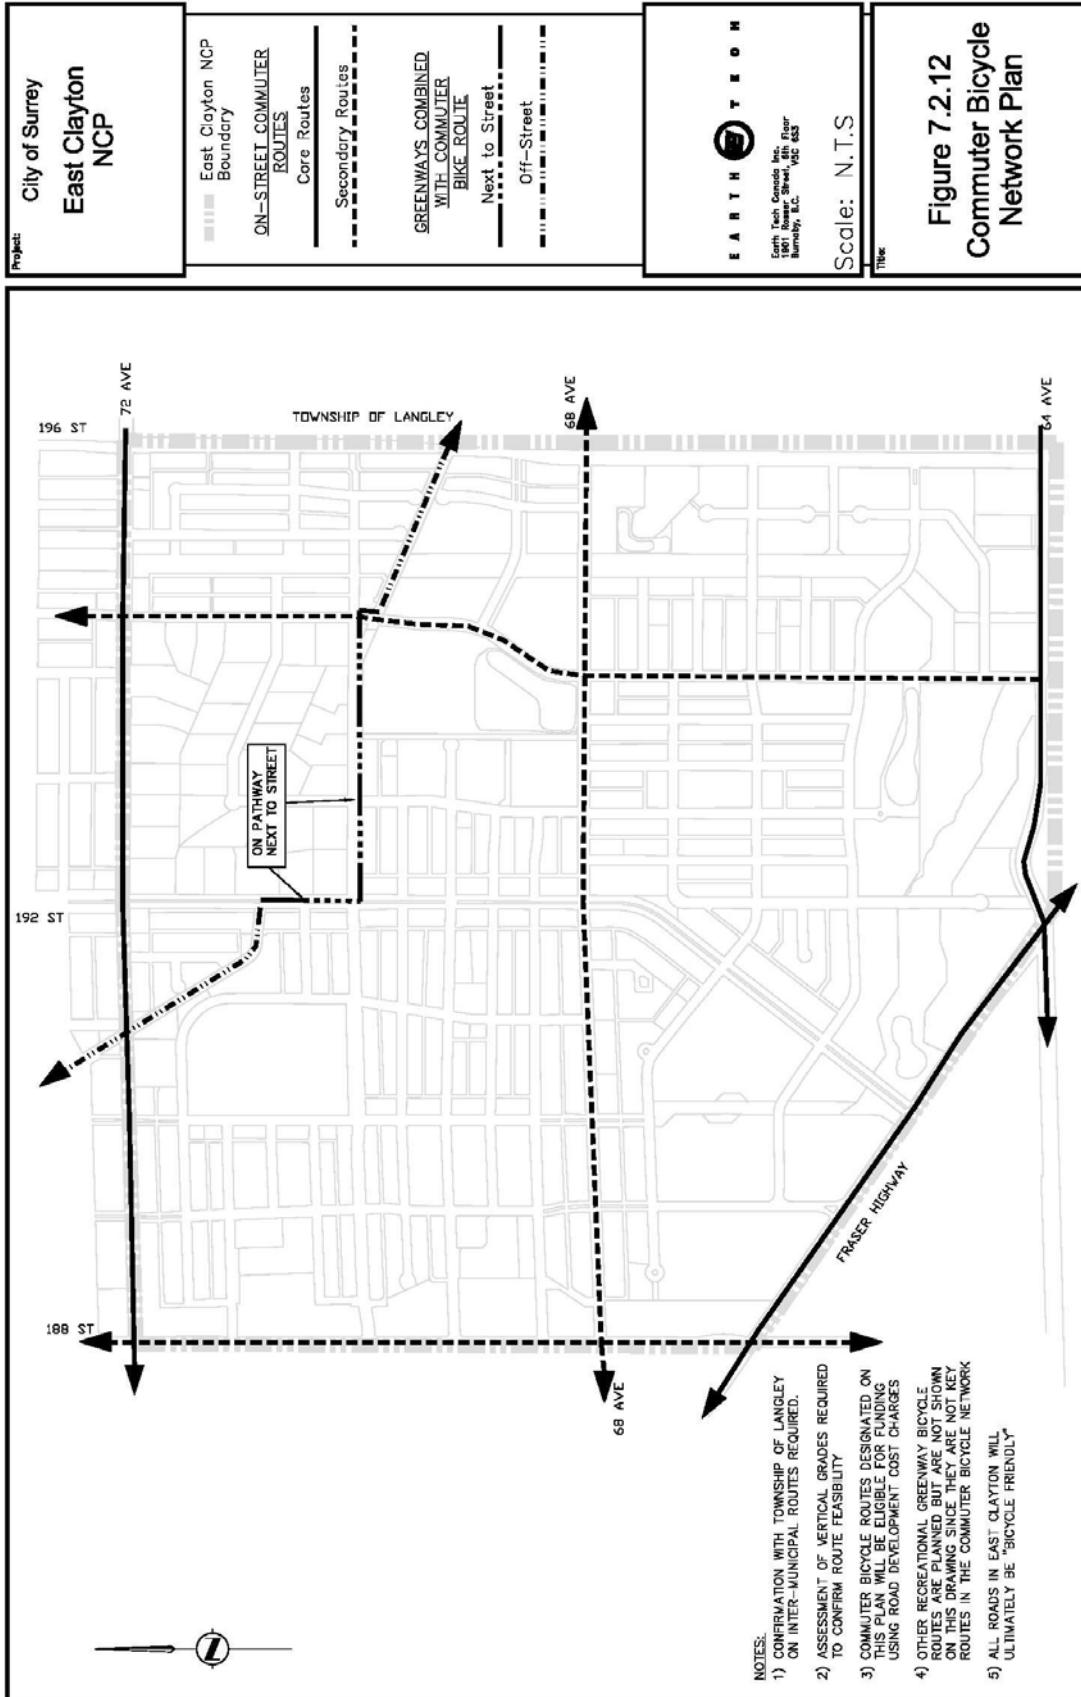 Project:
City of Surrey
East Clayton
NCP
East Clayton NCP
Boundary
ON-STREET COMMUTER
ROUTES
Core Routes
Secondary Routes
GREENWAYS COMBINED
WITH COMMUTER
BIKE ROUTE
Next to Street
Off-Street
EARTH TECH
Earth Tech Canada Inc.
1901 Rosser Street, 6th Floor
Burnaby, B.C. V5C 6S3
Scale: N.T.S
Title:
Figure 7.2.12
Commuter Bicycle
Network Plan
196 ST
72 AVE
TOWNSHIP OF LANGLEY
68 AVE
64 AVE
ON PATHWAY
NEXT TO STREET
192 ST
188 ST
FRASER HIGHWAY
68 AVE
NOTES:
1) CONFIRMATION WITH TOWNSHIP OF LANGLEY
ON INTER-MUNICIPAL ROUTES REQUIRED.
2) ASSESSMENT OF VERTICAL GRADES REQUIRED
TO CONFIRM ROUTE FEASIBILITY
3) COMMUTER BICYCLE ROUTES DESIGNATED ON
THIS PLAN WILL BE ELIGIBLE FOR FUNDING
USING ROAD DEVELOPMENT COST CHARGES
4) OTHER RECREATIONAL GREENWAY BICYCLE
ROUTES ARE PLANNED BUT ARE NOT SHOWN
ON THIS DRAWING SINCE THEY ARE NOT KEY
ROUTES IN THE COMMUTER BICYCLE NETWORK
5) ALL ROADS IN EAST CLAYTON WILL
ULTIMATELY BE "BICYCLE FRIENDLY"